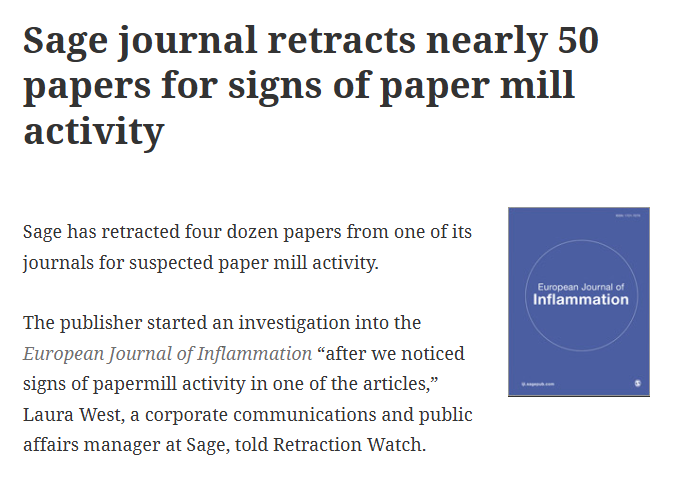 Sage journal retracts nearly 50
papers for signs of paper mill
activity
Sage has retracted four dozen papers from one of its
journals for suspected paper mill activity.
The publisher started an investigation into the
European Journal of Inflammation “after we noticed
signs of papermill activity in one of the articles,”
Laura West, a corporate communications and public
affairs manager at Sage, told Retraction Watch.
European Journal of
Inflammation